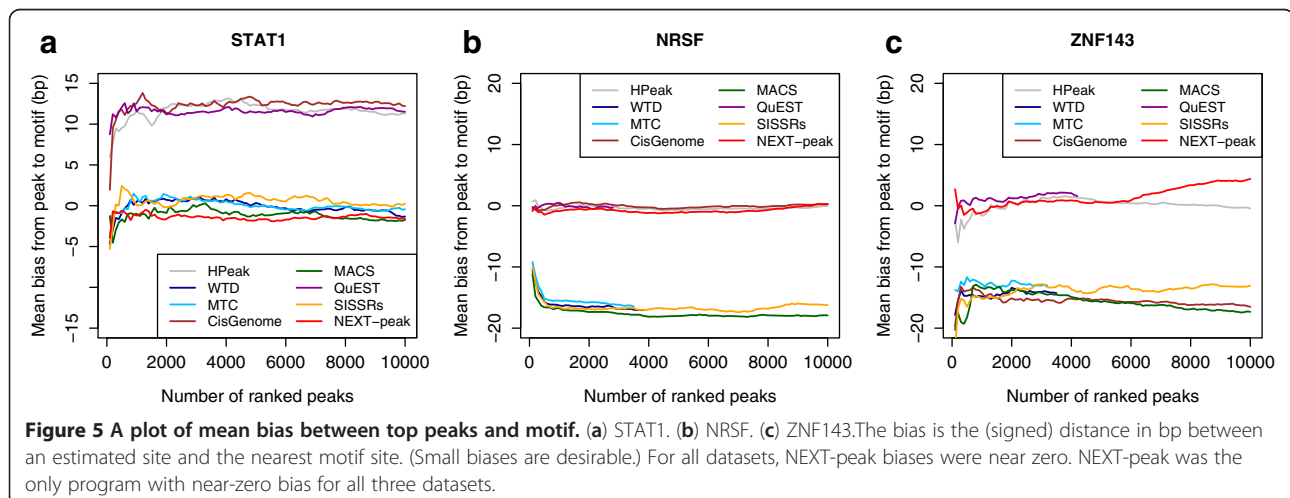 a
STAT1
Mean bias from peak to motif (bp)
15
10
5
0
−5
−15
0 2000 4000 6000 8000 10000
Number of ranked peaks
HPeak
WTD
MTC
CisGenome
MACS
QuEST
SISSRs
NEXT−peak
b
NRSF
Mean bias from peak to motif (bp)
20
10
0
−10
−20
0 2000 4000 6000 8000 10000
Number of ranked peaks
HPeak
WTD
MTC
CisGenome
MACS
QuEST
SISSRs
NEXT−peak
c
ZNF143
Mean bias from peak to motif (bp)
20
10
0
−10
−20
0 2000 4000 6000 8000 10000
Number of ranked peaks
HPeak
WTD
MTC
CisGenome
MACS
QuEST
SISSRs
NEXT−peak
Figure 5 A plot of mean bias between top peaks and motif. (a) STAT1. (b) NRSF. (c) ZNF143.The bias is the (signed) distance in bp between
an estimated site and the nearest motif site. (Small biases are desirable.) For all datasets, NEXT-peak biases were near zero. NEXT-peak was the
only program with near-zero bias for all three datasets.